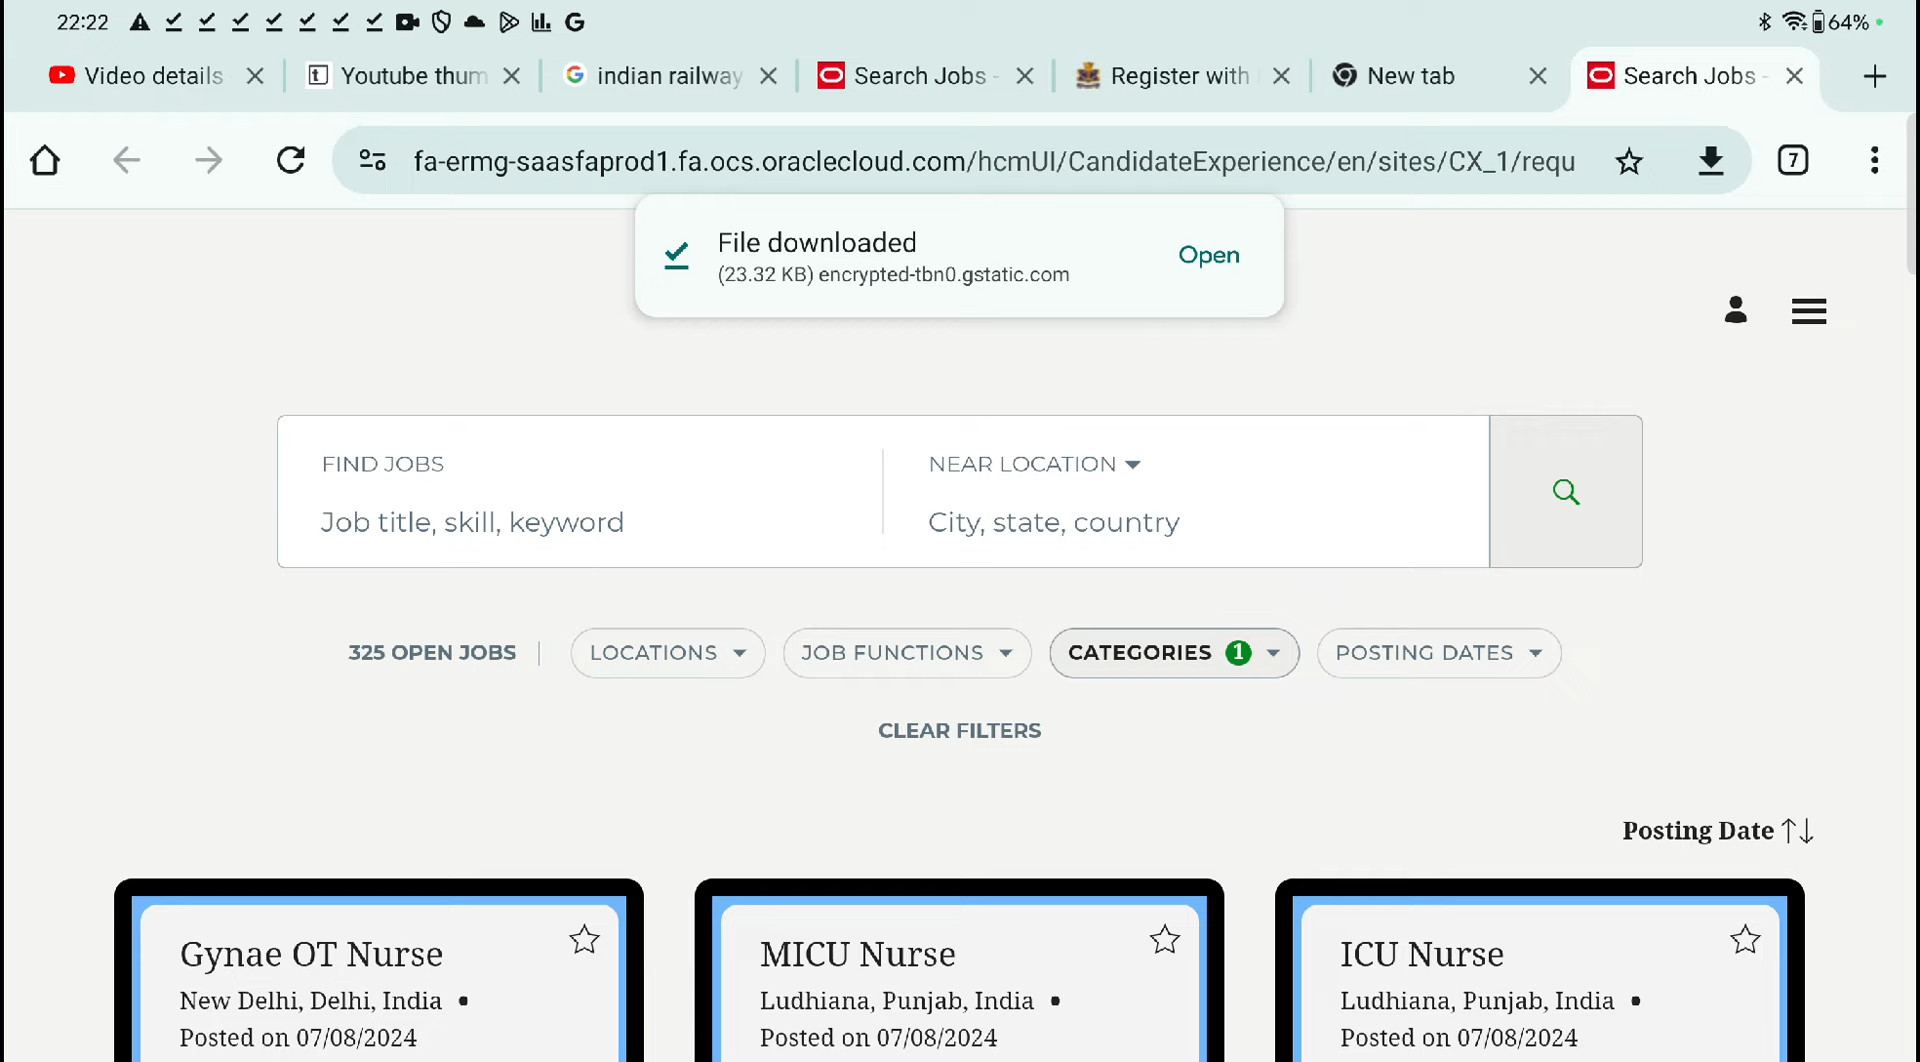 22:22
64%
Video details
Youtube thum
indian railway
Search Jobs -
Register with
New tab
Search Jobs -
fa-ermg-saasfaprod1.fa.ocs.oraclecloud.com/hcmUI/CandidateExperience/en/sites/CX_1/requ
7
File downloaded
(23.32 KB) encrypted-tbn0.gstatic.com
Open
FIND JOBS
Job title, skill, keyword
NEAR LOCATION
City, state, country
325 OPEN JOBS
LOCATIONS
JOB FUNCTIONS
CATEGORIES 1
POSTING DATES
CLEAR FILTERS
Posting Date
Gynae OT Nurse
New Delhi, Delhi, India •
Posted on 07/08/2024
MICU Nurse
Ludhiana, Punjab, India •
Posted on 07/08/2024
ICU Nurse
Ludhiana, Punjab, India •
Posted on 07/08/2024